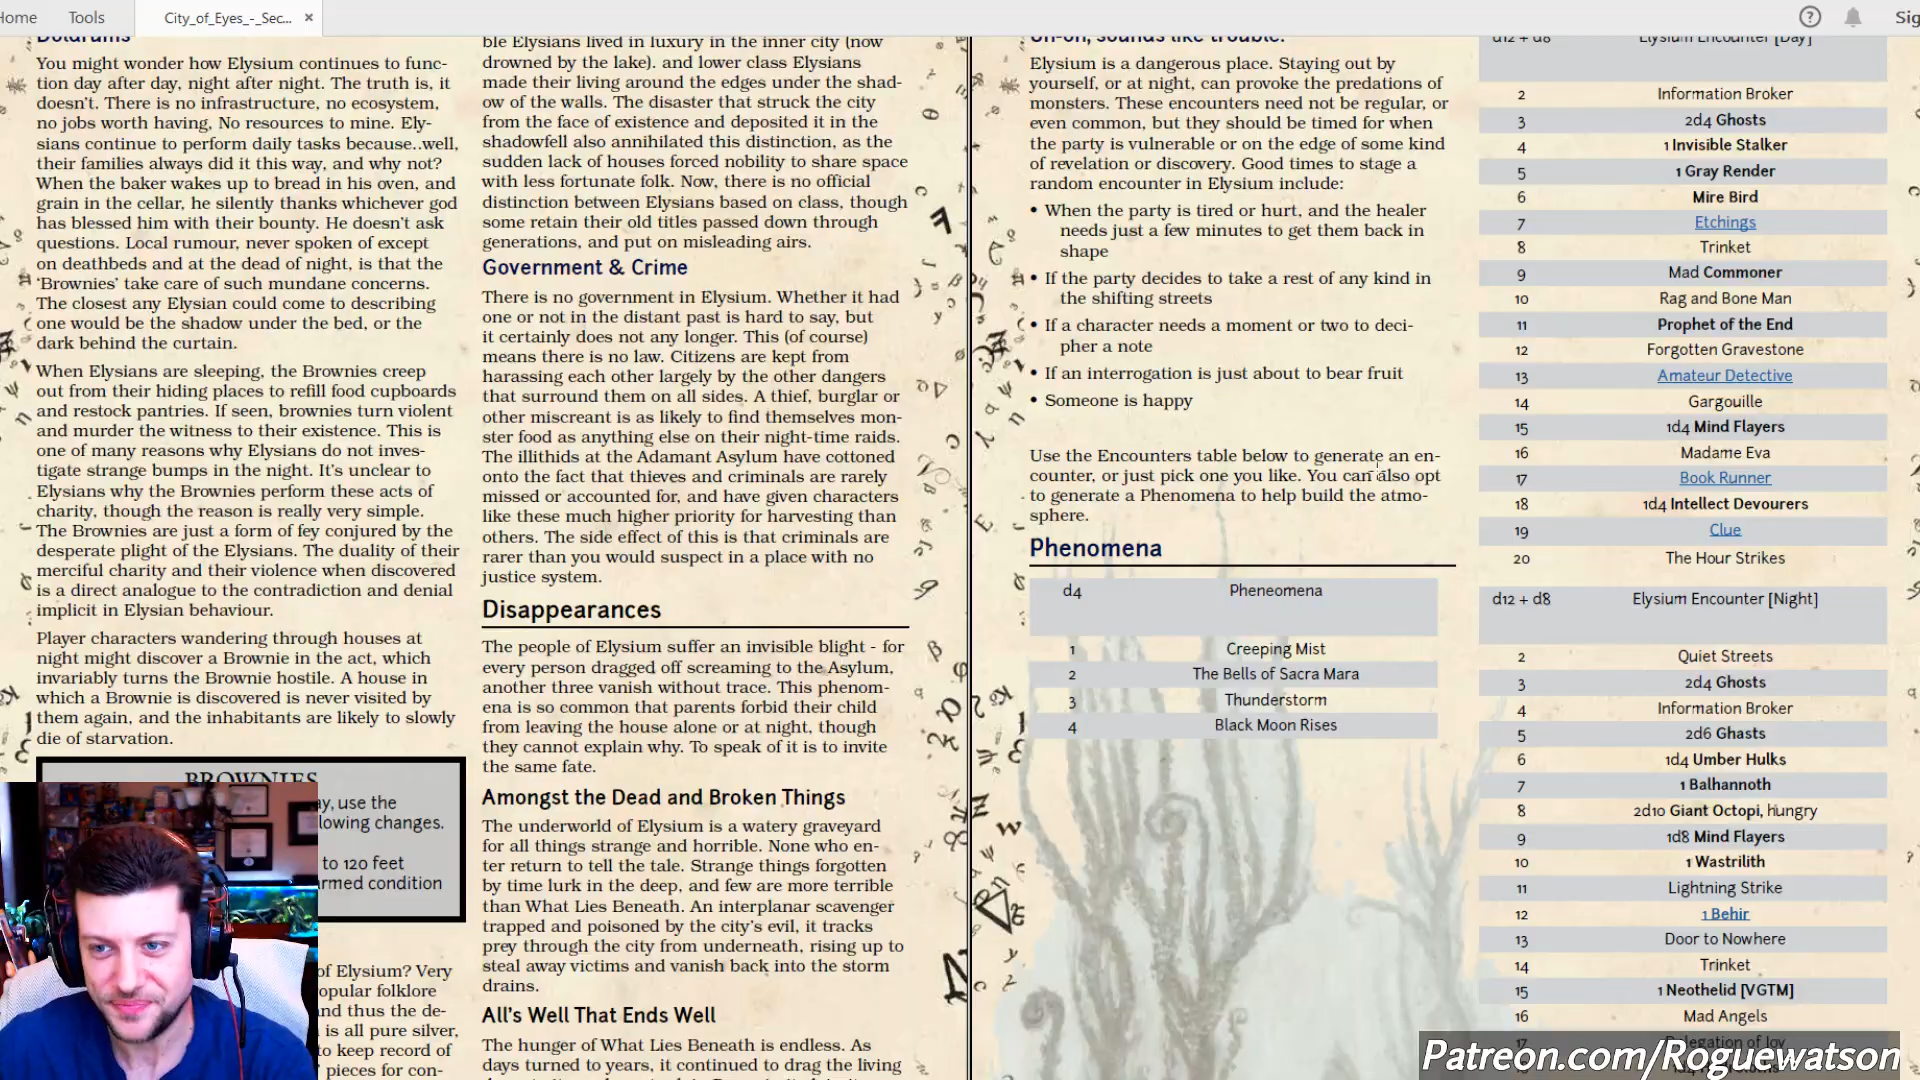 Home
Tools
City_of_Eyes_-_Sec... ×
?
Sig
Doldrums
You might wonder how Elysium continues to func-
tion day after day, night after night. The truth is, it
doesn't. There is no infrastructure, no ecosystem,
no jobs worth having, No resources to mine. Ely-
sians continue to perform daily tasks because..well,
their families always did it this way, and why not?
When the baker wakes up to bread in his oven, and
grain in the cellar, he silently thanks whichever god
has blessed him with their bounty. He doesn't ask
questions. Local rumour, never spoken of except
on deathbeds and at the dead of night, is that the
'Brownies' take care of such mundane concerns.
The closest any Elysian could come to describing
one would be the shadow under the bed, or the
dark behind the curtain.
When Elysians are sleeping, the Brownies creep
out from their hiding places to refill food cupboards
and restock pantries. If seen, brownies turn violent
and murder the witness to their existence. This is
one of many reasons why Elysians do not inves-
tigate strange bumps in the night. It's unclear to
Elysians why the Brownies perform these acts of
charity, though the reason is really very simple.
The Brownies are just a form of fey conjured by the
desperate plight of the Elysians. The duality of their
merciful charity and their violence when discovered
is a direct analogue to the contradiction and denial
implicit in Elysian behaviour.
Player characters wandering through houses at
night might discover a Brownie in the act, which
invariably turns the Brownie hostile. A house in
which a Brownie is discovered is never visited by
them again, and the inhabitants are likely to slowly
die of starvation.
BROWNIES
use the
lowing changes.
to 120 feet
armed condition
of Elysium? Very
opular folklore
and thus the de-
is all pure silver,
to keep record of
pieces for con-
ble Elysians lived in luxury in the inner city (now
drowned by the lake). and lower class Elysians
made their living around the edges under the shad-
ow of the walls. The disaster that struck the city
from the face of existence and deposited it in the
shadowfell also annihilated this distinction, as the
sudden lack of houses forced nobility to share space
with less fortunate folk. Now, there is no official
distinction between Elysians based on class, though
some retain their old titles passed down through
generations, and put on misleading airs.
Government & Crime
There is no government in Elysium. Whether it had
one or not in the distant past is hard to say, but
it certainly does not any longer. This (of course)
means there is no law. Citizens are kept from
harassing each other largely by the other dangers
that surround them on all sides. A thief, burglar or
other miscreant is as likely to find themselves mon-
ster food as anything else on their night-time raids.
The illithids at the Adamant Asylum have cottoned
onto the fact that thieves and criminals are rarely
missed or accounted for, and have given characters
like these much higher priority for harvesting than
others. The side effect of this is that criminals are
rarer than you would suspect in a place with no
justice system.
Disappearances
The people of Elysium suffer an invisible blight - for
every person dragged off screaming to the Asylum,
another three vanish without trace. This phenom-
ena is so common that parents forbid their child
from leaving the house alone or at night, though
they cannot explain why. To speak of it is to invite
the same fate.
Amongst the Dead and Broken Things
The underworld of Elysium is a watery graveyard
for all things strange and horrible. None who en-
ter return to tell the tale. Strange things forgotten
by time lurk in the deep, and few are more terrible
than What Lies Beneath. An interplanar scavenger
trapped and poisoned by the city's evil, it tracks
prey through the city from underneath, rising up to
steal away victims and vanish back into the storm
drains.
All's Well That Ends Well
The hunger of What Lies Beneath is endless. As
days turned to years, it continued to drag the living
Uh-oh, sounds like trouble.
Elysium is a dangerous place. Staying out by
yourself, or at night, can provoke the predations of
monsters. These encounters need not be regular, or
even common, but they should be timed for when
the party is vulnerable or on the edge of some kind
of revelation or discovery. Good times to stage a
random encounter in Elysium include:
• When the party is tired or hurt, and the healer
needs just a few minutes to get them back in
shape
• If the party decides to take a rest of any kind in
the shifting streets
• If a character needs a moment or two to deci-
pher a note
• If an interrogation is just about to bear fruit
• Someone is happy
Use the Encounters table below to generate an en-
counter, or just pick one you like. You can also opt
to generate a Phenomena to help build the atmo-
sphere.
Phenomena
d4 Pheneomena
1 Creeping Mist
2 The Bells of Sacra Mara
3 Thunderstorm
4 Black Moon Rises
d12 + d8 Elysium Encounter [Day]
2 Information Broker
3 2d4 Ghosts
4 1 Invisible Stalker
5 1 Gray Render
6 Mire Bird
7 Etchings
8 Trinket
9 Mad Commoner
10 Rag and Bone Man
11 Prophet of the End
12 Forgotten Gravestone
13 Amateur Detective
14 Gargouille
15 1d4 Mind Flayers
16 Madame Eva
17 Book Runner
18 1d4 Intellect Devourers
19 Clue
20 The Hour Strikes
d12 + d8 Elysium Encounter [Night]
2 Quiet Streets
3 2d4 Ghosts
4 Information Broker
5 2d6 Ghasts
6 1d4 Umber Hulks
7 1 Balhannoth
8 2d10 Giant Octopi, hungry
9 1d8 Mind Flayers
10 1 Wastrilith
11 Lightning Strike
12 1 Behir
13 Door to Nowhere
14 Trinket
15 1 Neothelid [VGTM]
16 Mad Angels
17 Delegation of Joy
Patreon.com/Roguewatson